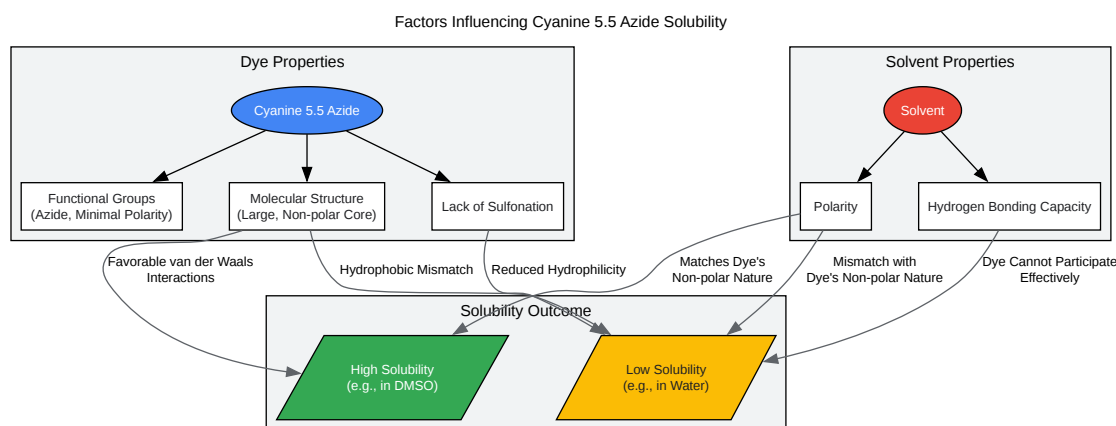 Factors Influencing Cyanine 5.5 Azide Solubility
Dye Properties
Solvent Properties
Cyanine 5.5 Azide
Solvent
Functional Groups
(Azide, Minimal Polarity)
Molecular Structure
(Large, Non-polar Core)
Lack of Sulfonation
Polarity
Hydrogen Bonding Capacity
Favorable van der Waals
Interactions
Hydrophobic Mismatch
Reduced Hydrophilicity
Matches Dye's
Non-polar Nature
Mismatch with
Dye's Non-polar Nature
Dye Cannot Participate
Effectively
Solubility Outcome
High Solubility
(e.g., in DMSO)
Low Solubility
(e.g., in Water)